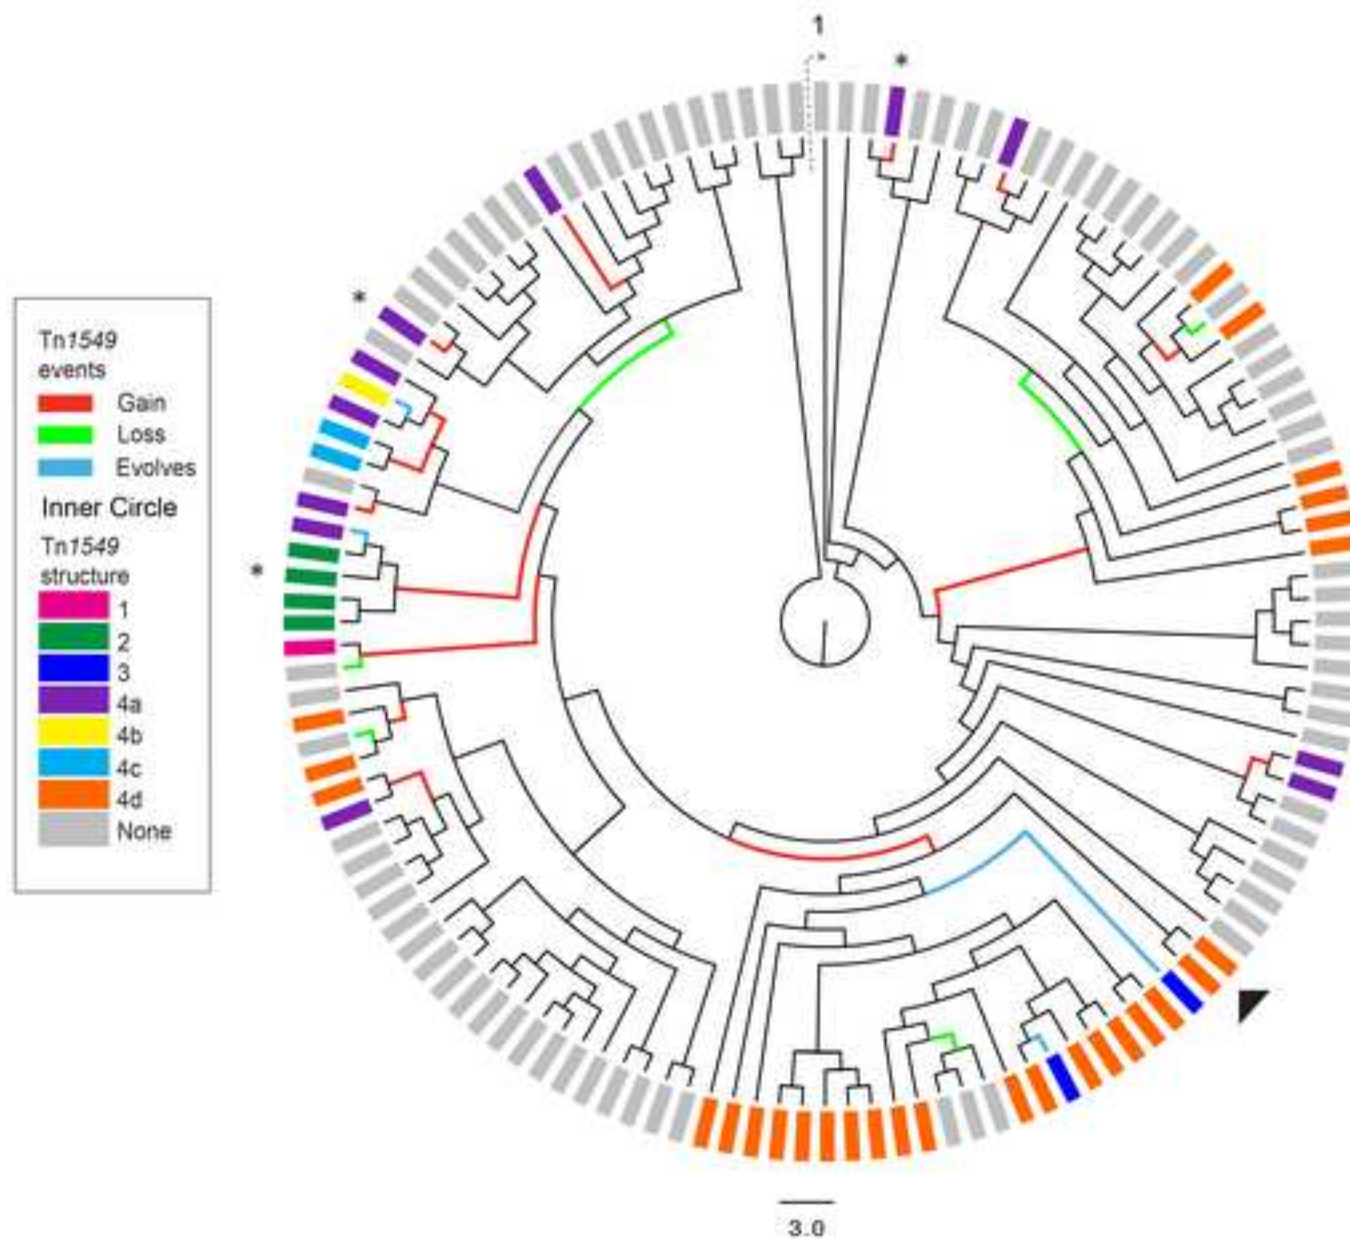 1
*
*
*
Tn1549
events
Gain
Loss
Evolves
Inner Circle
Tn1549
structure
1
2
3
4a
4b
4c
4d
None
3.0